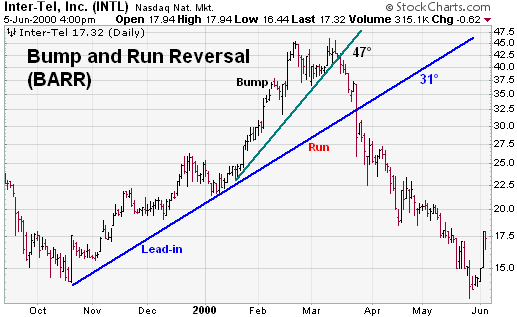 Inter-Tel, Inc. (INTL) Nasdaq Nat. Mkt. © StockCharts.com
5-Jun-2000 4:00pm Open 17.94 High 17.94 Low 16.44 Last 17.32 Volume 315.1K Chg -0.62
Inter-Tel 17.32 (Daily)
Bump and Run Reversal
(BARR)
Bump
47°
31°
Run
Lead-in
47.5
45.0
42.5
40.0
37.5
35.0
32.5
30.0
27.5
25.0
22.5
20.0
17.5
15.0
Oct Nov Dec 2000 Feb Mar Apr May Jun